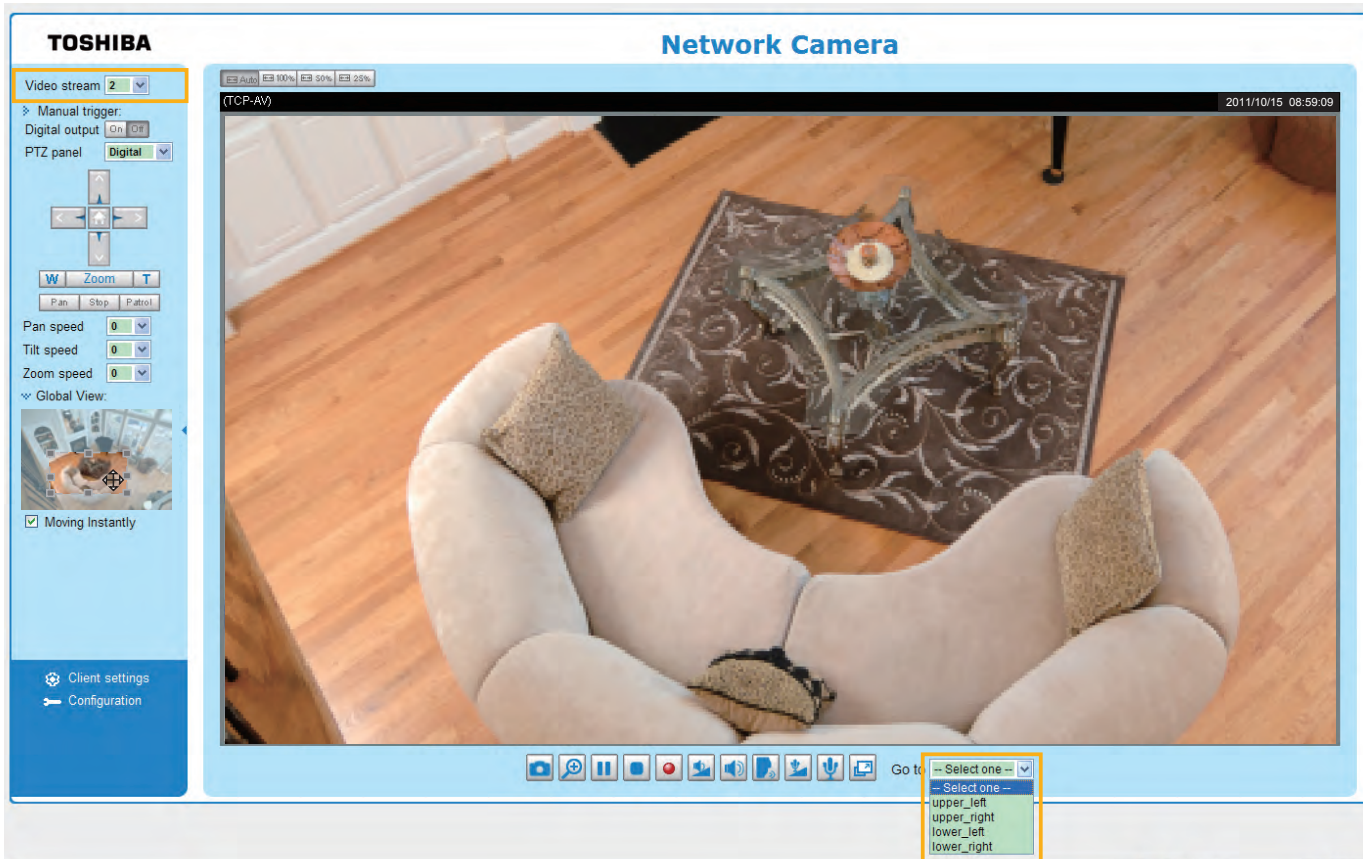 TOSHIBA
Network Camera
Video stream 2
Auto 100% 50% 25%
(TCP-AV) 2011/10/15 08:59:09
Manual trigger:
Digital output On Off
PTZ panel Digital
W Zoom T
Pan Stop Patrol
Pan speed 0
Tilt speed 0
Zoom speed 0
Global View:
Moving Instantly
Client settings
Configuration
Go to -- Select one --
-- Select one --
upper_left
upper_right
lower_left
lower_right